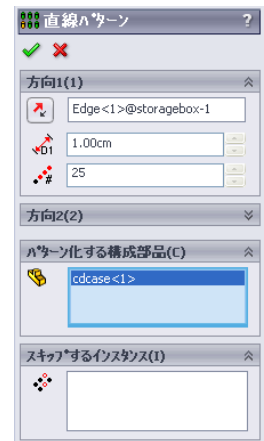 直線パターン ?
方向1(1)
Edge<1>@storagebox-1
D1 1.00cm
# 25
方向2(2)
パターン化する構成部品(C)
cdcase<1>
スキップするインスタンス(I)